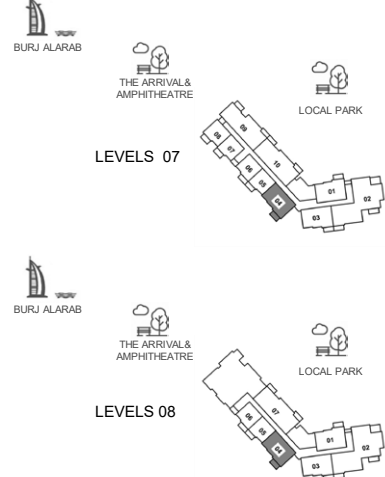 BURJ ALARAB
THE ARRIVAL&
AMPHITHEATRE
LOCAL PARK
LEVELS 07
09
08
07
10
06
05
04
01
02
03
BURJ ALARAB
THE ARRIVAL&
AMPHITHEATRE
LOCAL PARK
LEVELS 08
07
06
05
04
01
02
03